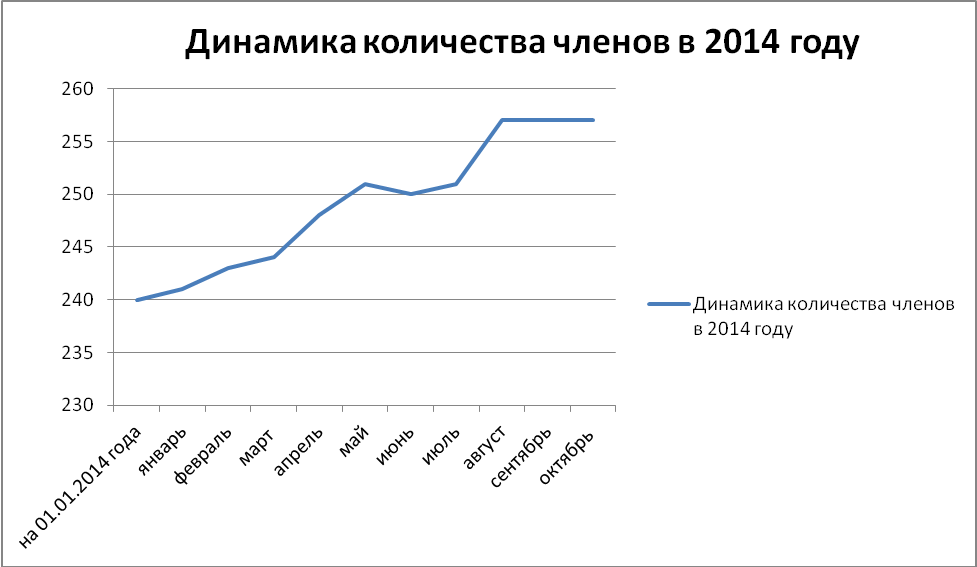 Динамика количества членов в 2014 году
260
255
250
245
240
235
230
на 01.01.2014 года
январь
февраль
март
апрель
май
июнь
июль
август
сентябрь
октябрь
Динамика количества членов
в 2014 году